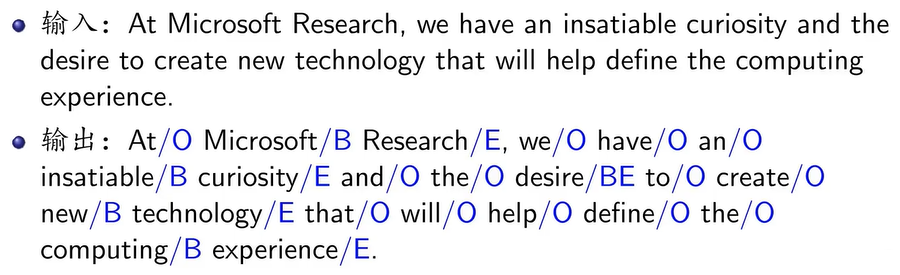 输入：At Microsoft Research, we have an insatiable curiosity and the
desire to create new technology that will help define the computing
experience.
输出：At/O Microsoft/B Research/E, we/O have/O an/O
insatiable/B curiosity/E and/O the/O desire/BE to/O create/O
new/B technology/E that/O will/O help/O define/O the/O
computing/B experience/E.